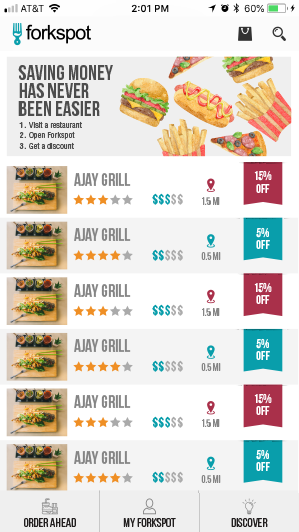 AT&T 2:01 PM 60%
forkspot
SAVING MONEY
HAS NEVER
BEEN EASIER
1. Visit a restaurant
2. Open Forkspot
3. Get a discount
AJAY GRILL
$$$$$
1.5 MI
15%
OFF
AJAY GRILL
$$$$$
0.5 MI
5%
OFF
AJAY GRILL
$$$$$
1.5 MI
15%
OFF
AJAY GRILL
$$$$$
0.5 MI
5%
OFF
AJAY GRILL
$$$$$
1.5 MI
15%
OFF
AJAY GRILL
$$$$$
0.5 MI
5%
OFF
ORDER AHEAD MY FORKSPOT DISCOVER